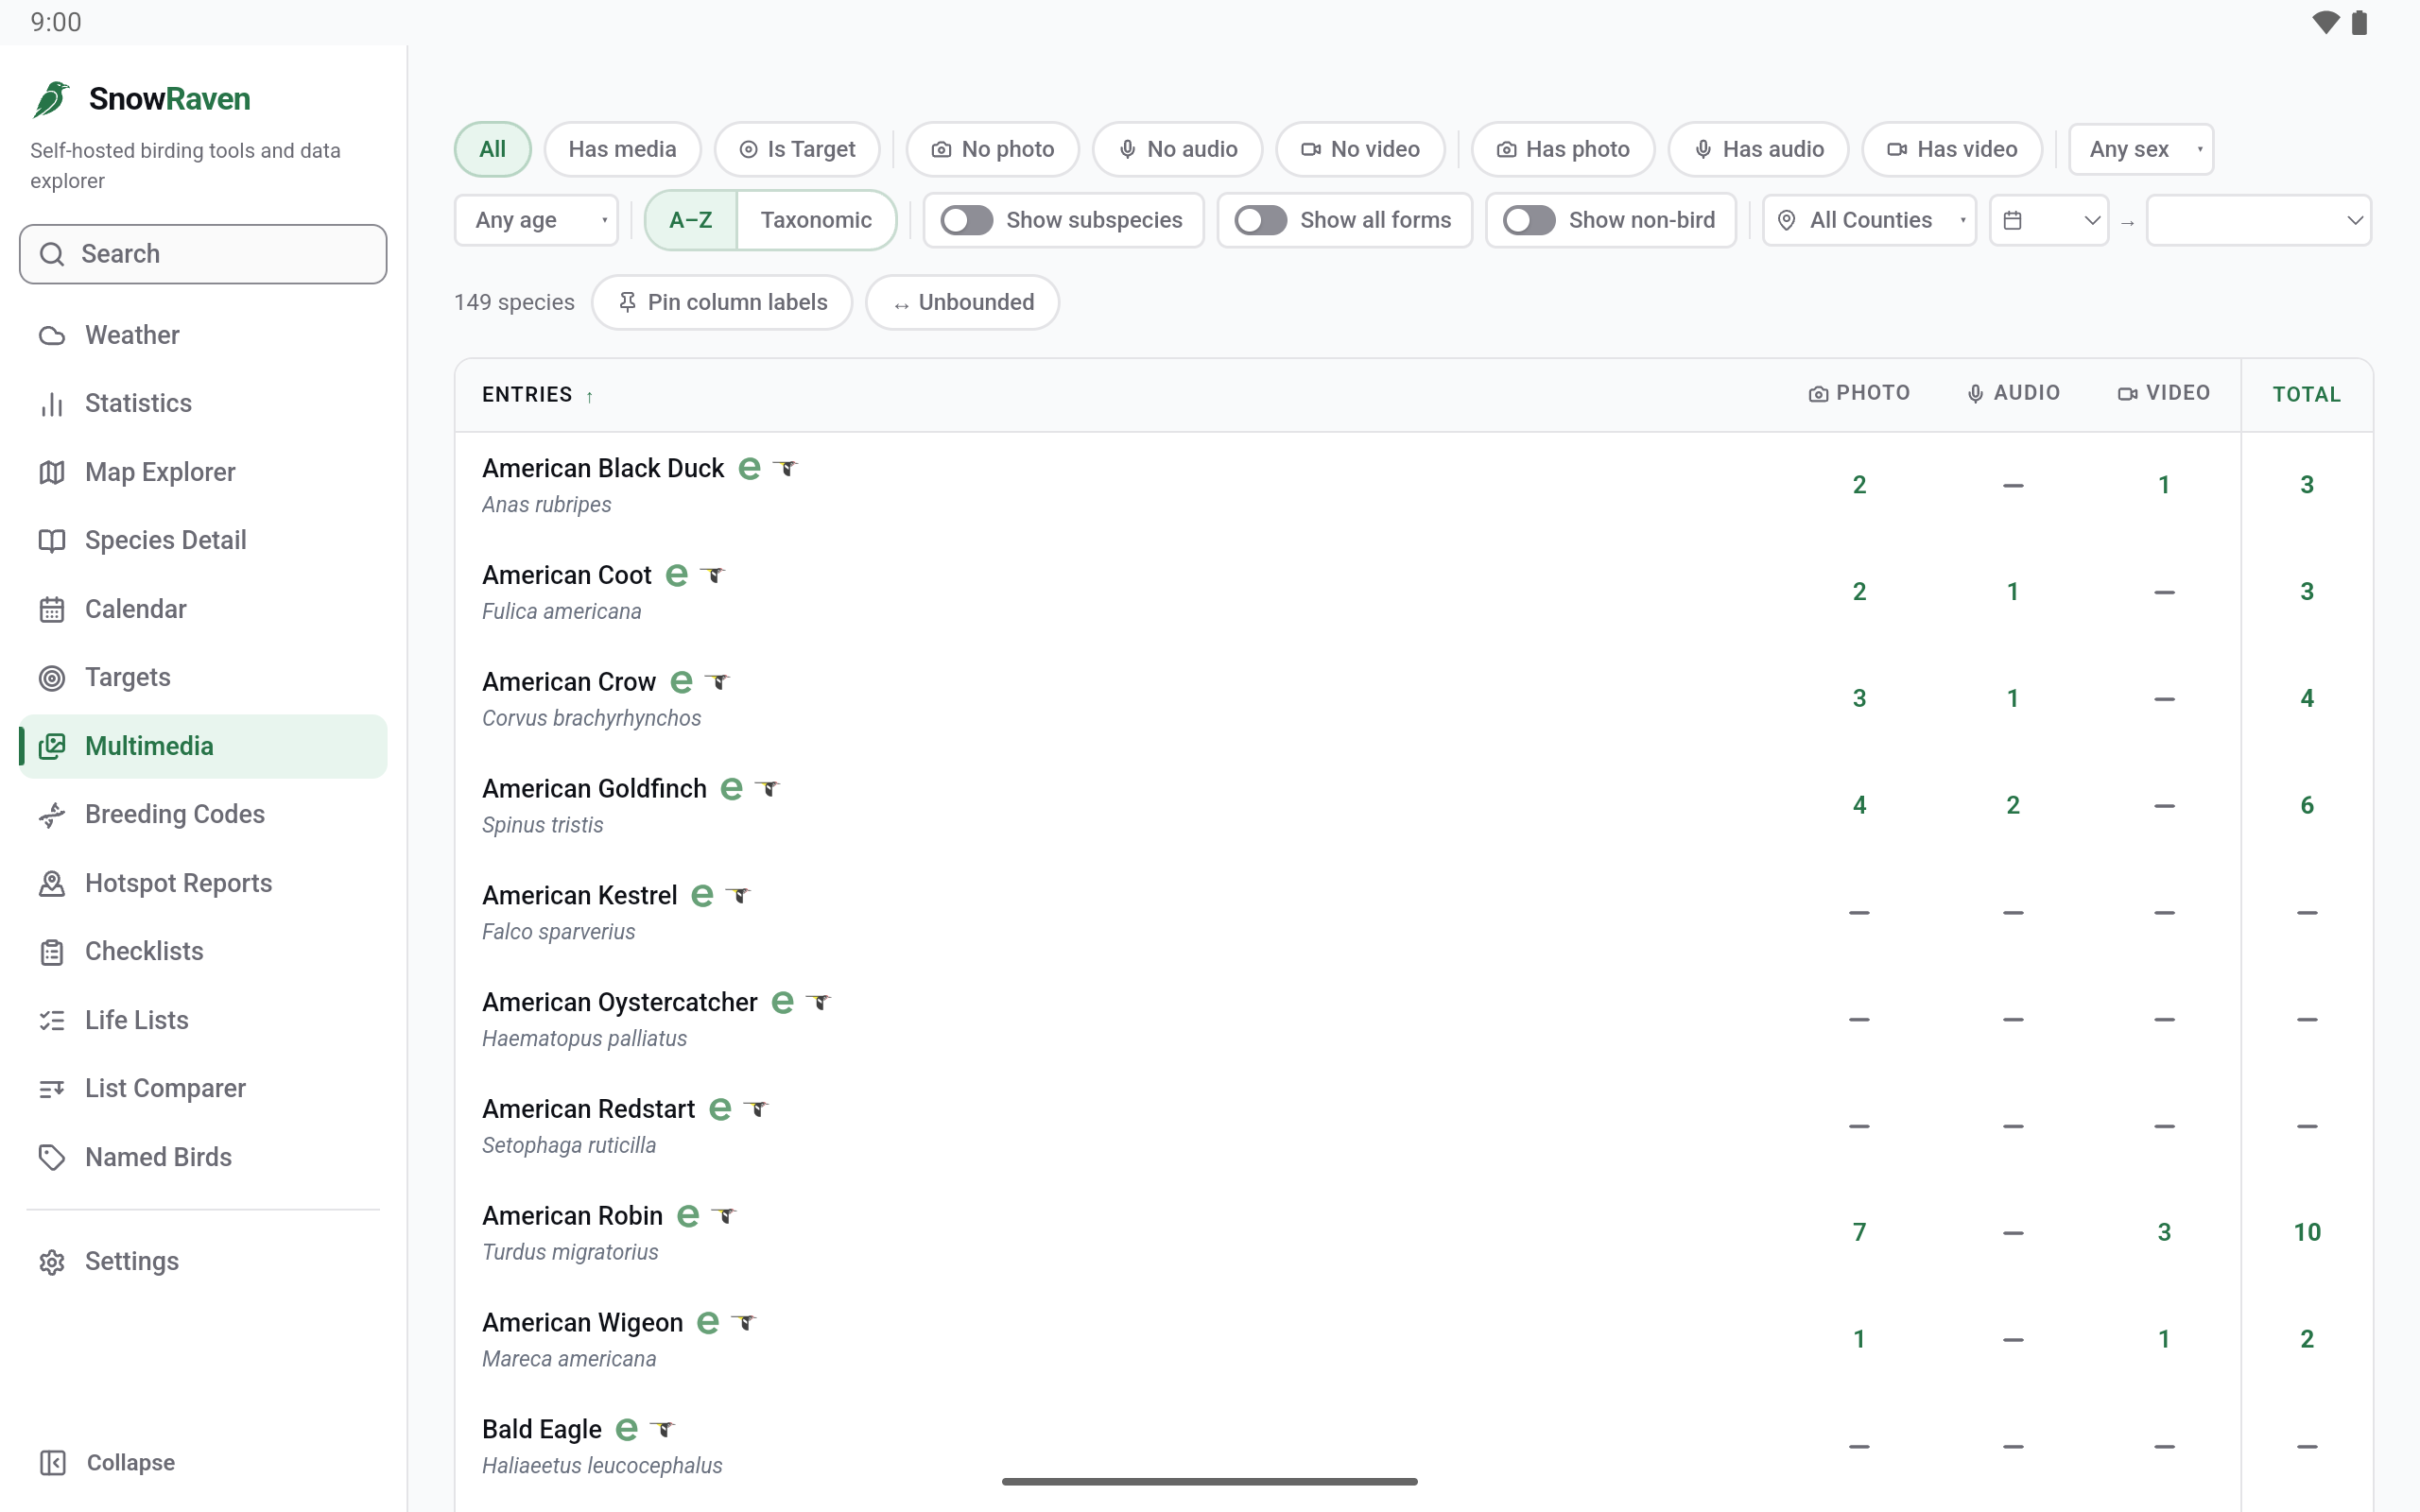 9:00
SnowRaven
Self-hosted birding tools and data
explorer
Search
Weather
Statistics
Map Explorer
Species Detail
Calendar
Targets
Multimedia
Breeding Codes
Hotspot Reports
Checklists
Life Lists
List Comparer
Named Birds
Settings
Collapse
All Has media Is Target No photo No audio No video Has photo Has audio Has video Any sex
Any age A–Z Taxonomic Show subspecies Show all forms Show non-bird All Counties →
149 species Pin column labels ↔ Unbounded
ENTRIES ↑ PHOTO AUDIO VIDEO TOTAL
American Black Duck e
Anas rubripes
2 — 1 3
American Coot e
Fulica americana
2 1 — 3
American Crow e
Corvus brachyrhynchos
3 1 — 4
American Goldfinch e
Spinus tristis
4 2 — 6
American Kestrel e
Falco sparverius
— — — —
American Oystercatcher e
Haematopus palliatus
— — — —
American Redstart e
Setophaga ruticilla
— — — —
American Robin e
Turdus migratorius
7 — 3 10
American Wigeon e
Mareca americana
1 — 1 2
Bald Eagle e
Haliaeetus leucocephalus
— — — —